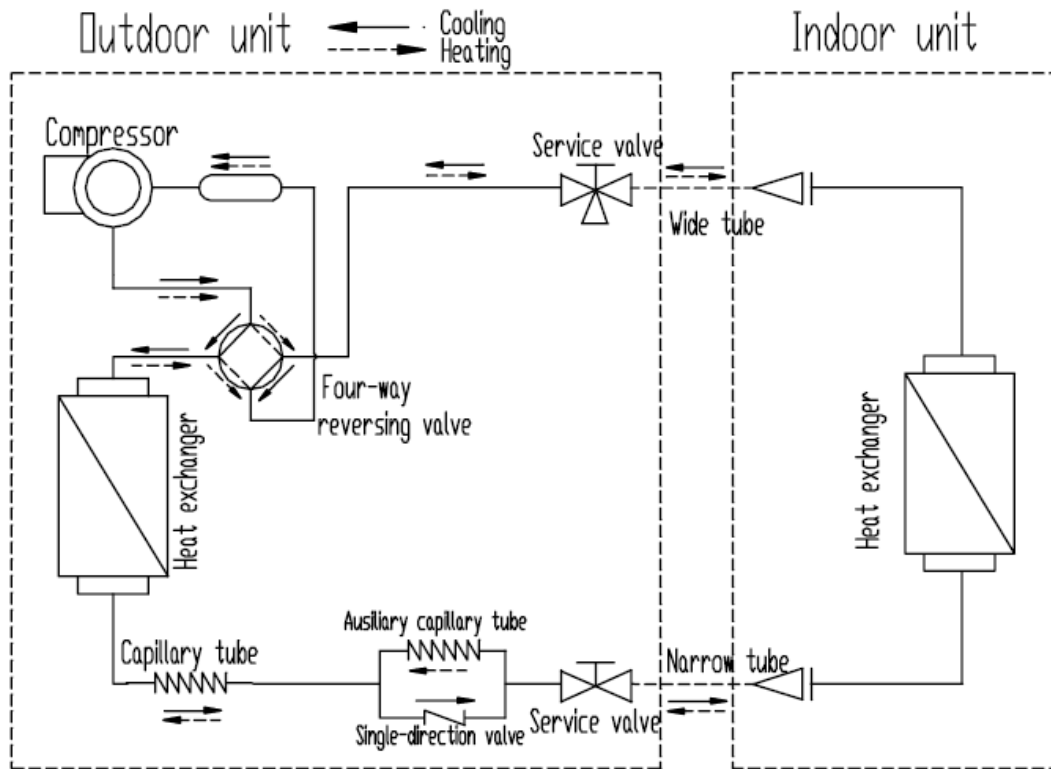 Outdoor unit
Cooling
Heating
Indoor unit
Compressor
Service valve
Wide tube
Four-way
reversing valve
Heat exchanger
Heat exchanger
Ausiliary capillary tube
Capillary tube
Narrow tube
Single-direction valve
Service valve